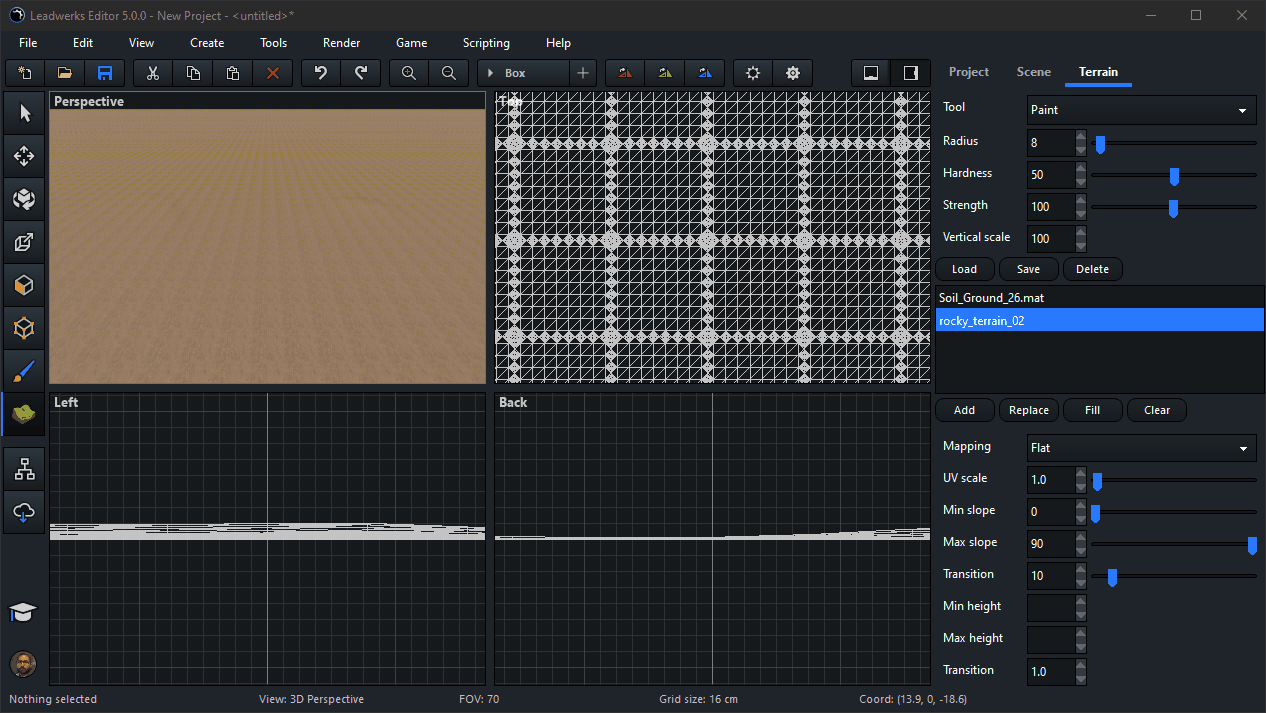 Leadwerks Editor 5.0.0 - New Project - <untitled>*
File Edit View Create Tools Render Game Scripting Help
Box
Project Scene Terrain
Perspective
Top
Left
Back
Tool Paint
Radius 8
Hardness 50
Strength 100
Vertical scale 100
Load Save Delete
Soil_Ground_26.mat
rocky_terrain_02
Add Replace Fill Clear
Mapping Flat
UV scale 1.0
Min slope 0
Max slope 90
Transition 10
Min height
Max height
Transition 1.0
Nothing selected View: 3D Perspective FOV: 70 Grid size: 16 cm Coord: (13.9, 0, -18.6)